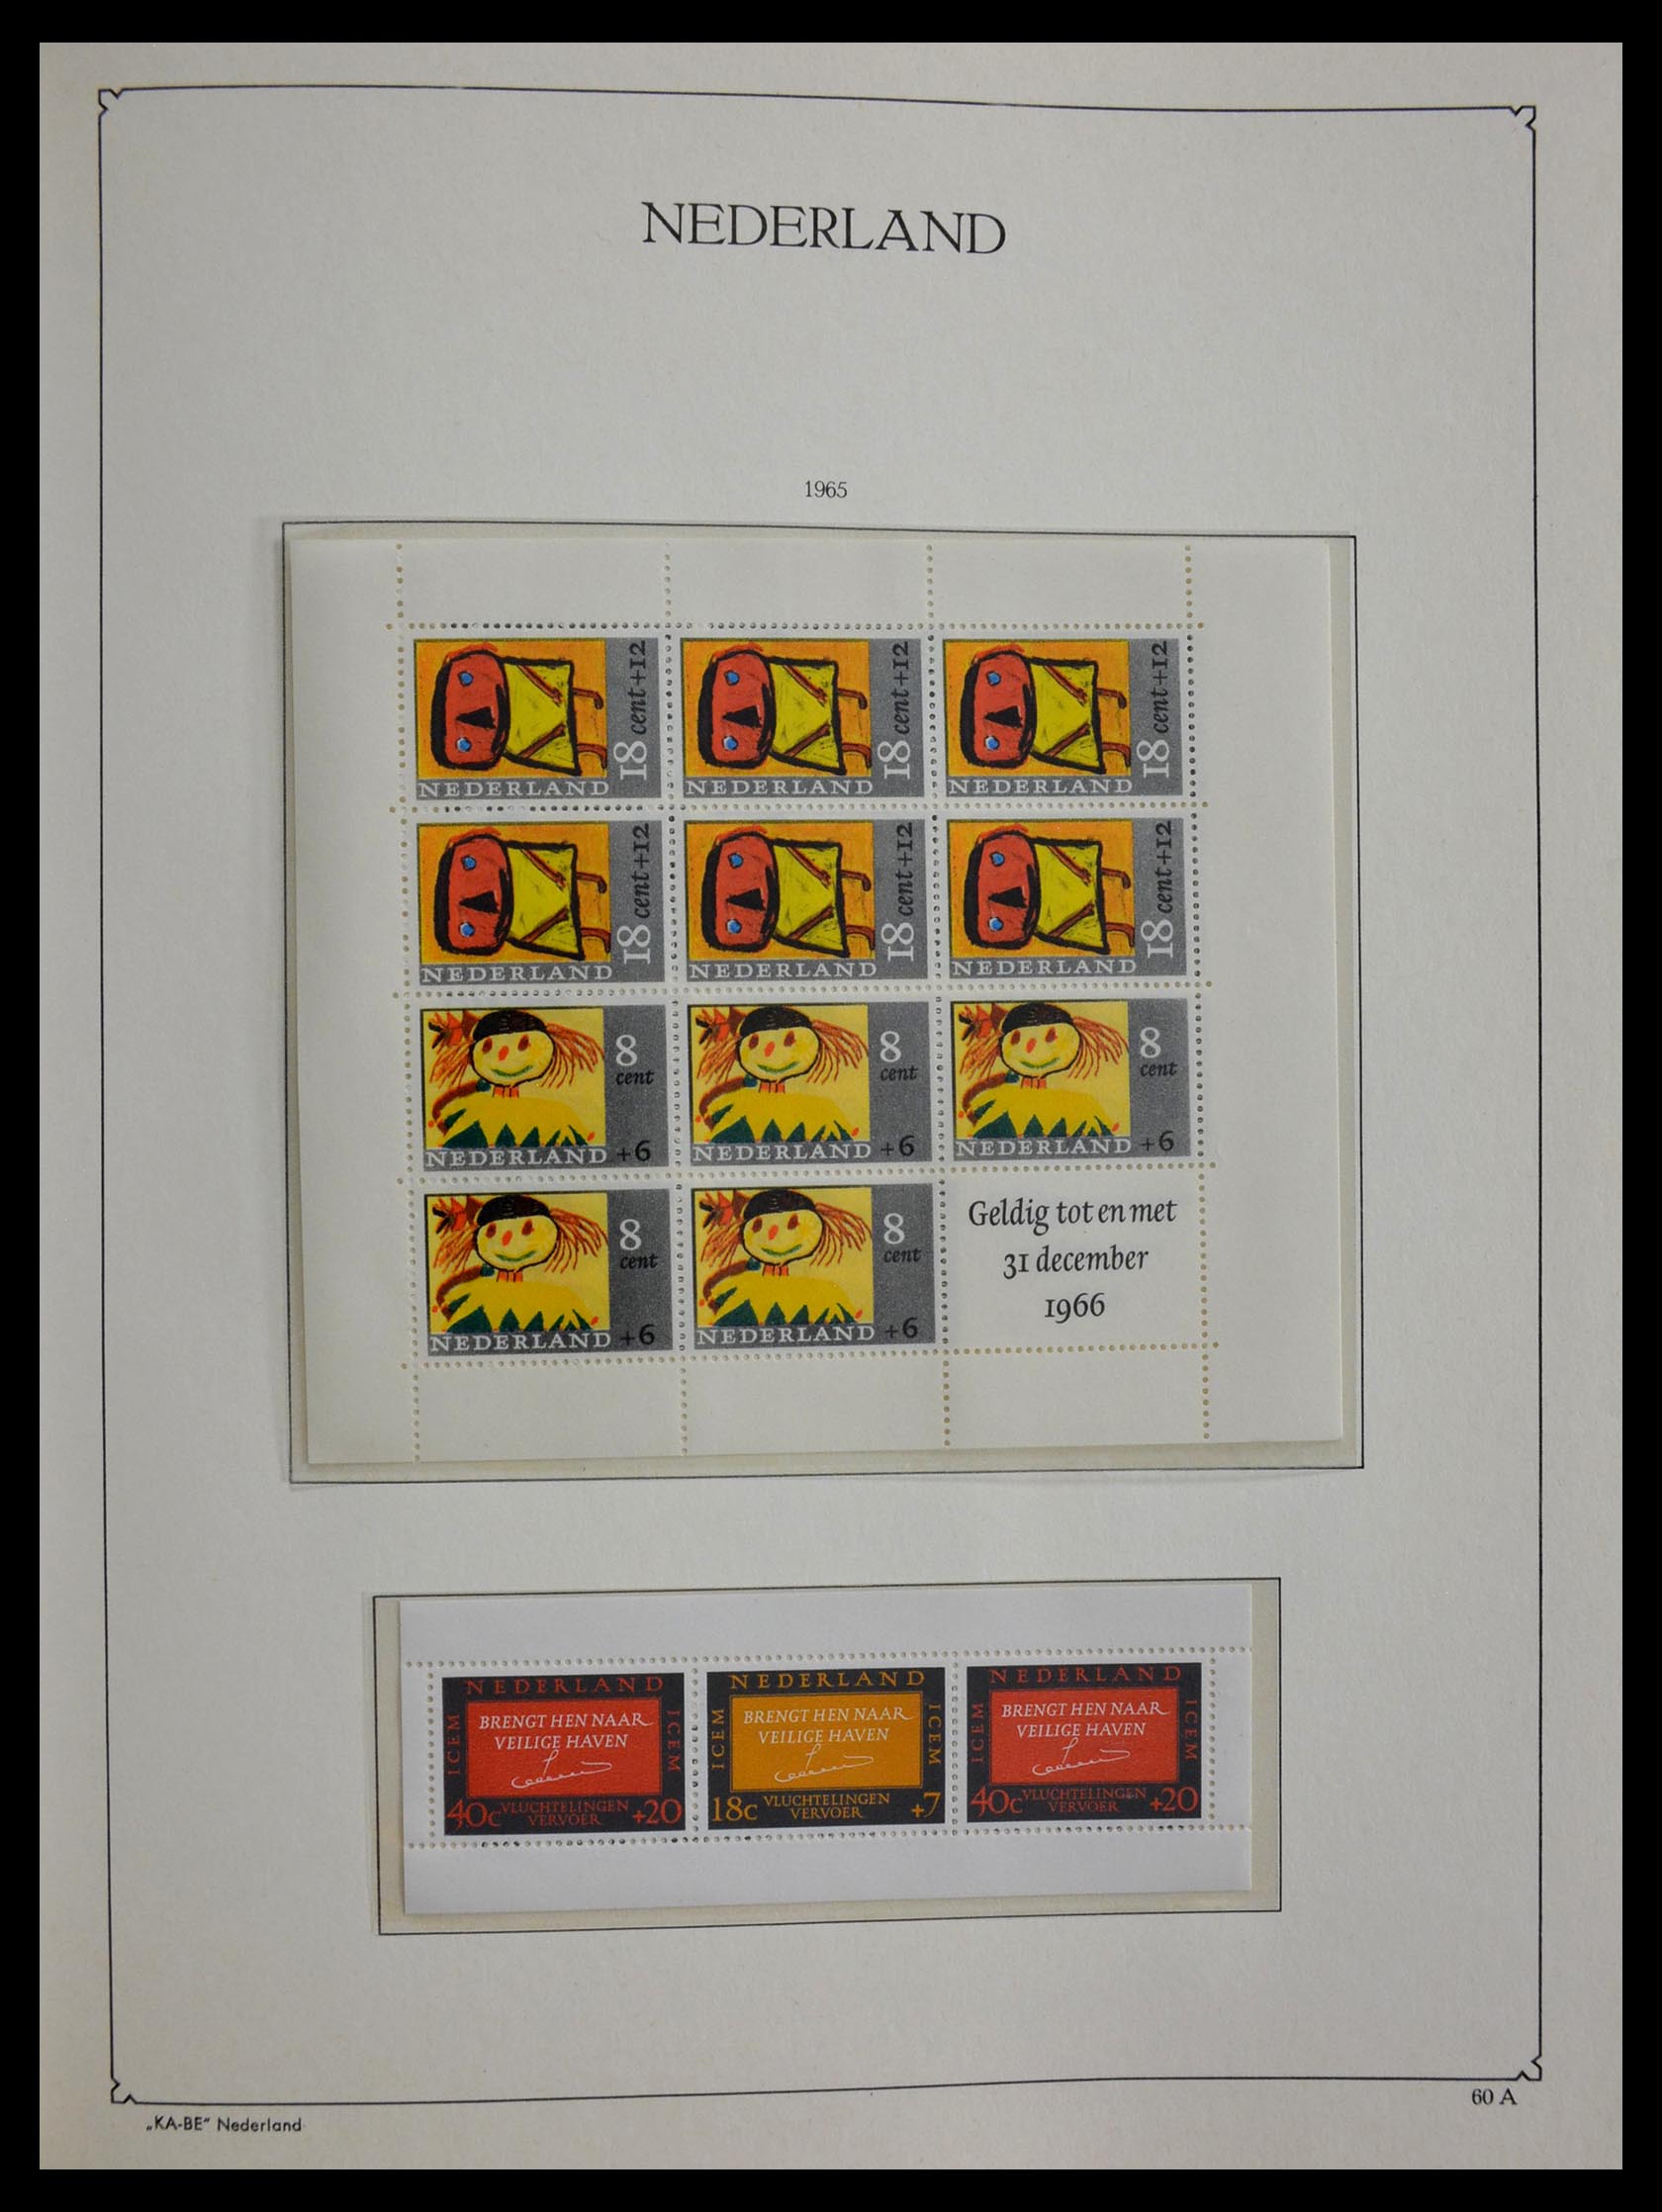 NEDERLAND
1965
18 cent+12
NEDERLAND
18 cent+12
NEDERLAND
18 cent+12
NEDERLAND
18 cent+12
NEDERLAND
18 cent+12
NEDERLAND
18 cent+12
NEDERLAND
8
cent
NEDERLAND +6
8
cent
NEDERLAND +6
8
cent
NEDERLAND +6
8
cent
NEDERLAND +6
8
cent
NEDERLAND +6
Geldig tot en met
31 december
1966
NEDERLAND
ICEM
BRENGT HEN NAAR
VEILIGE HAVEN
ICEM
40c VLUCHTELINGEN
VERVOER +20
NEDERLAND
ICEM
BRENGT HEN NAAR
VEILIGE HAVEN
ICEM
18c VLUCHTELINGEN
VERVOER +7
NEDERLAND
ICEM
BRENGT HEN NAAR
VEILIGE HAVEN
ICEM
40c VLUCHTELINGEN
VERVOER +20
60 A
„KA-BE“ Nederland